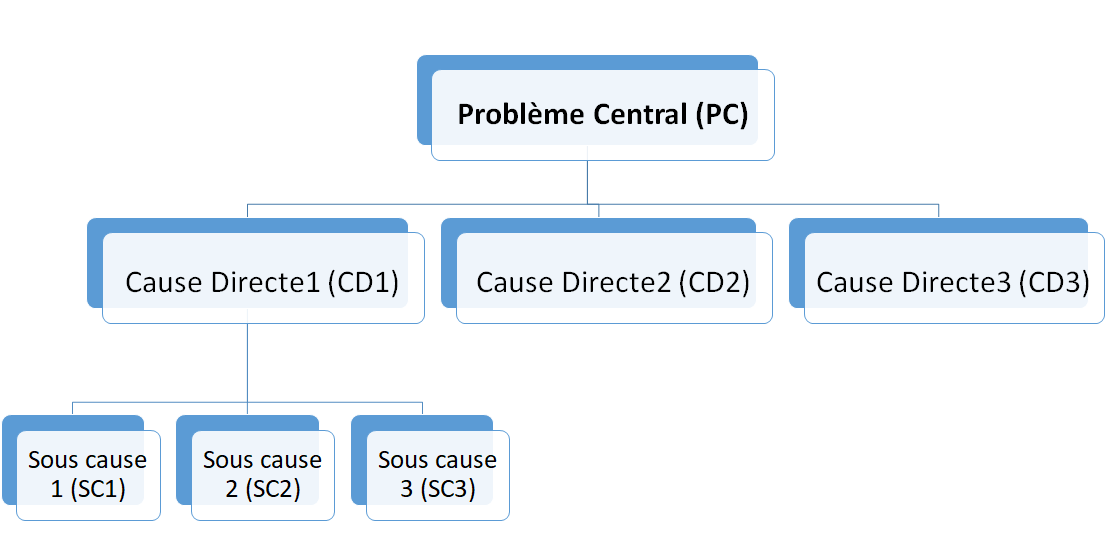 Problème Central (PC)
Cause Directe1 (CD1)
Cause Directe2 (CD2)
Cause Directe3 (CD3)
Sous cause
1 (SC1)
Sous cause
2 (SC2)
Sous cause
3 (SC3)